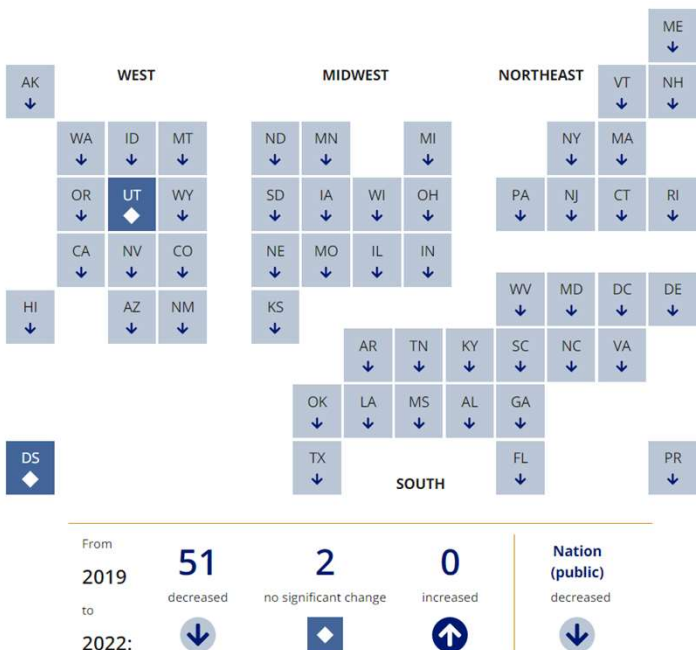 ME
WEST
MIDWEST
NORTHEAST
AK
VT
NH
WA
ID
MT
ND
MN
MI
NY
MA
OR
UT
WY
SD
IA
WI
OH
PA
NJ
CT
RI
CA
NV
CO
NE
MO
IL
IN
WV
MD
DC
DE
HI
AZ
NM
KS
AR
TN
KY
SC
NC
VA
OK
LA
MS
AL
GA
DS
TX
SOUTH
FL
PR
From
2019
to
2022:
51
decreased
2
no significant change
0
increased
Nation
(public)
decreased